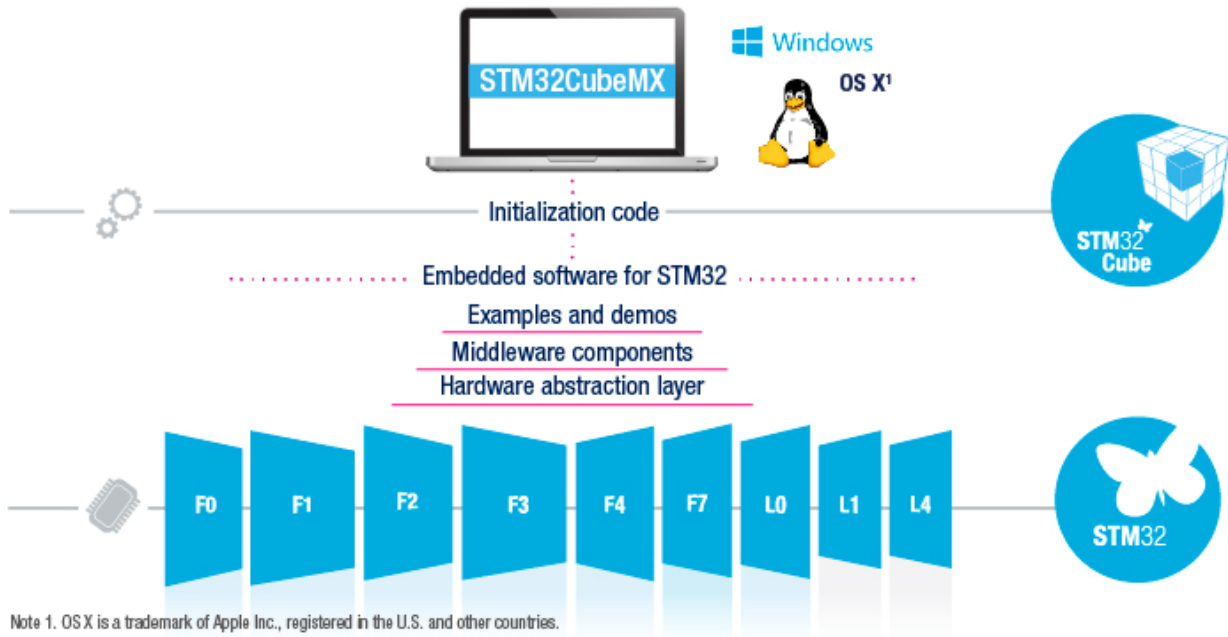 STM32CubeMX
Windows
OS X¹
Initialization code
STM32
Cube
Embedded software for STM32
Examples and demos
Middleware components
Hardware abstraction layer
F0 F1 F2 F3 F4 F7 L0 L1 L4
STM32
Note 1. OS X is a trademark of Apple Inc., registered in the U.S. and other countries.